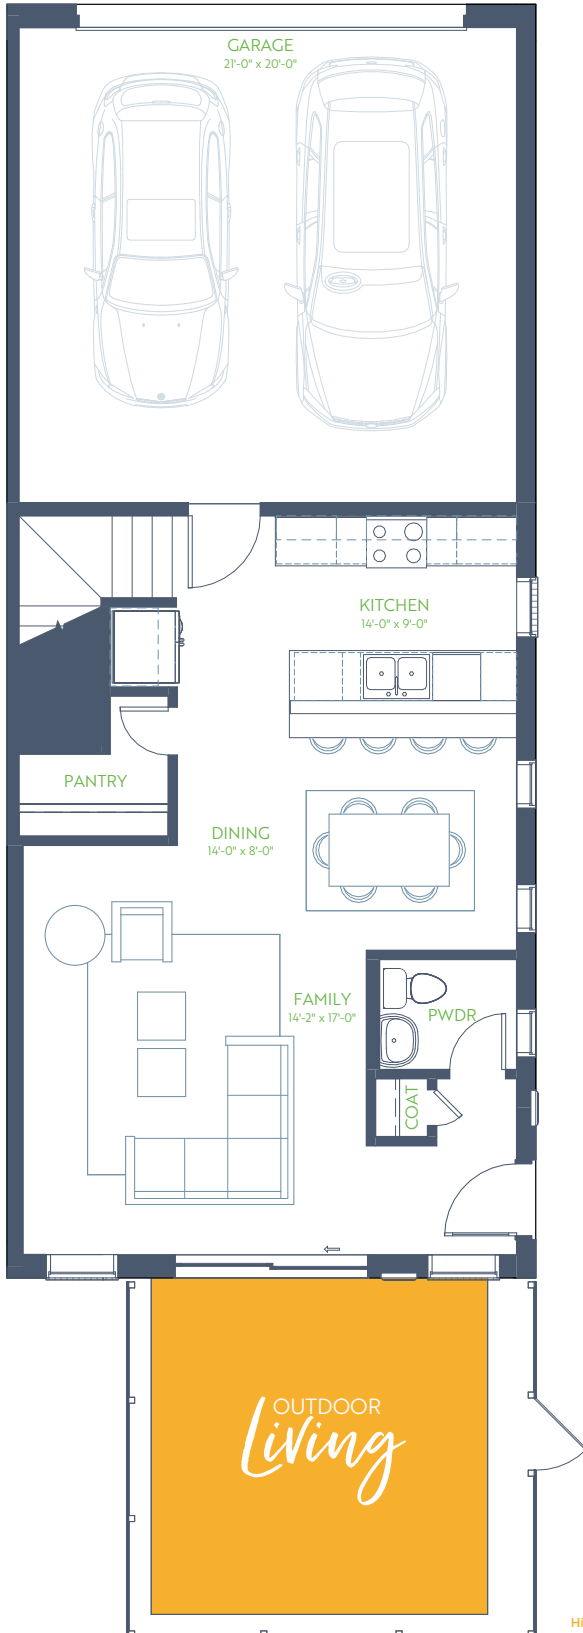 GARAGE
21'-0" x 20'-0"
KITCHEN
14'-0" x 9'-0"
PANTRY
DINING
14'-0" x 8'-0"
FAMILY
14'-2" x 17'-0"
PWDR
COAT
OUTDOOR
Living
Hi